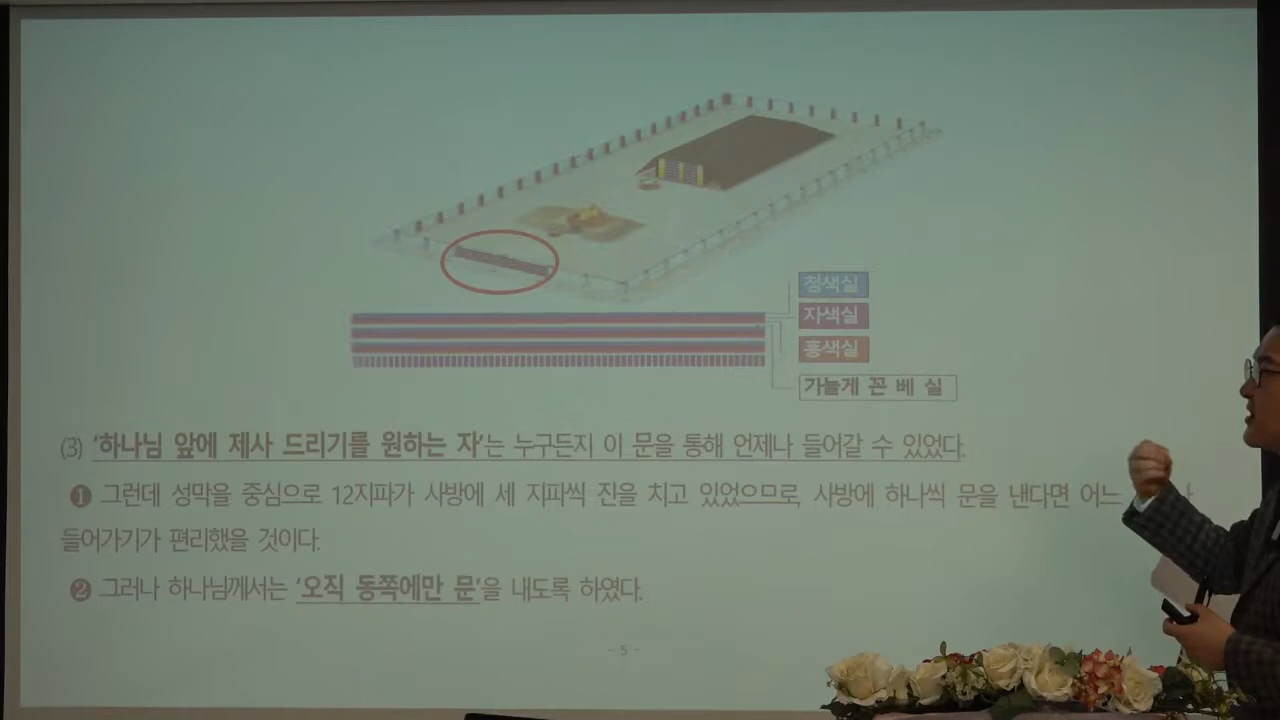 청색실
자색실
홍색실
가늘게 꼰 베 실
(3) '하나님 앞에 제사 드리기를 원하는 자'는 누구든지 이 문을 통해 언제나 들어갈 수 있었다.
❶ 그런데 성막을 중심으로 12지파가 사방에 세 지파씩 진을 치고 있었으므로, 사방에 하나씩 문을 낸다면 어느
들어가기가 편리했을 것이다.
❷ 그러나 하나님께서는 '오직 동쪽에만 문'을 내도록 하였다.
- 5 -